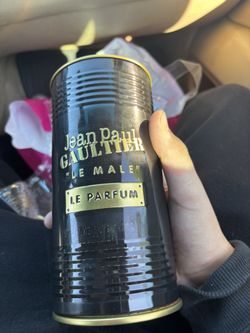 Jean Paul
GAULTIER
"LE MALE"
LE PARFUM